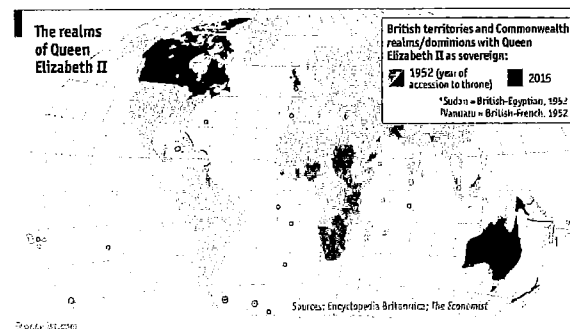 The realms
of Queen
Elizabeth II
British territories and Commonwealth
realms/dominions with Queen
Elizabeth II as sovereign:
1952 (year of
accession to throne)
2015
*Sudan = British-Egyptian, 1952
Vanuatu = British-French, 1952
Sources: Encyclopedia Britannica; The Economist